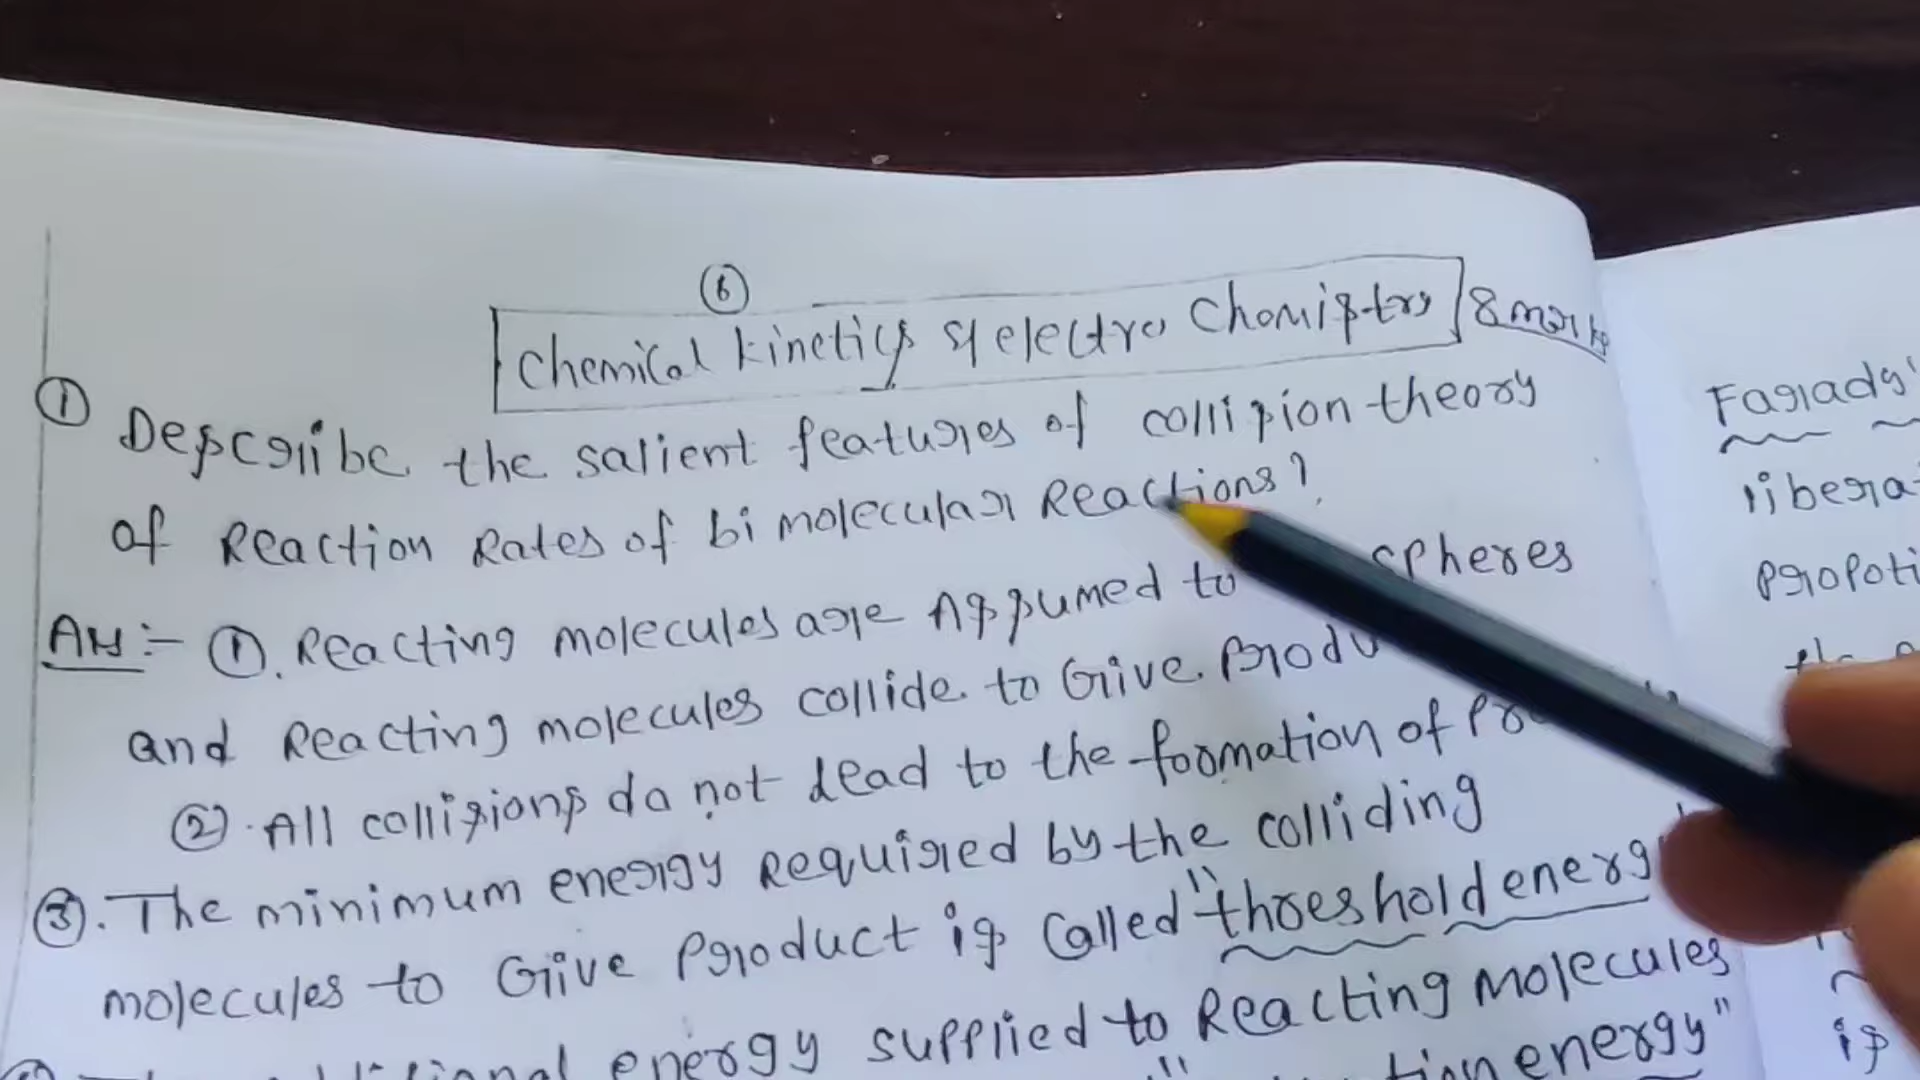 6
Chemical kinetics & electro Chemistry 8 marks
① Describe the salient features of collision theory
of Reaction Rates of bi molecular Reactions?
Ans :- ①. Reacting molecules are Assumed to spheres
and Reacting molecules collide to Give
②. All collisions do not lead to the formation of
③. The minimum energy Required by the colliding
molecules to Give Product is Called "threshold energy
energy supplied to Reacting molecules
energy"
Faraday's
libera
Propoti
is